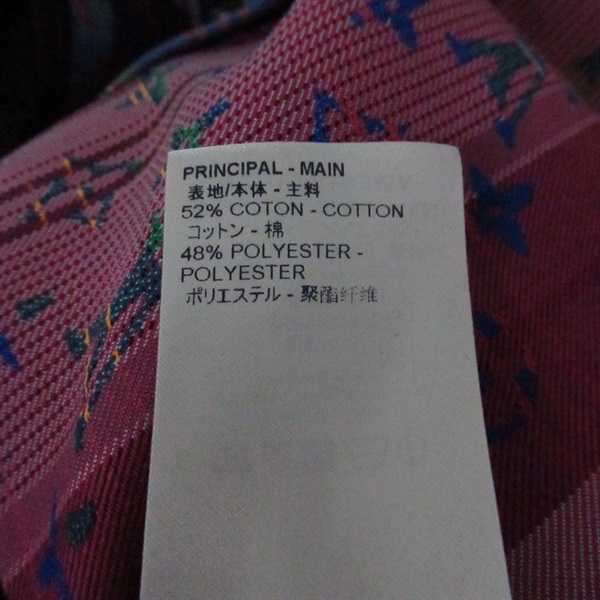 PRINCIPAL - MAIN
表地/本体 - 主料
52% COTON - COTTON
コットン - 棉
48% POLYESTER -
POLYESTER
ポリエステル - 聚酯纤维